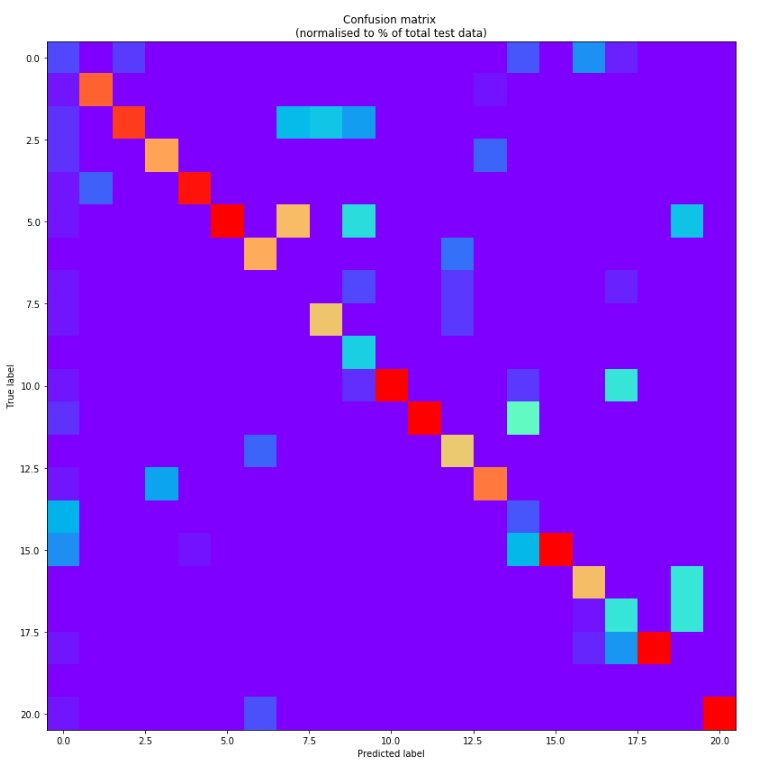 Confusion matrix
(normalised to % of total test data)
0.0
2.5
5.0
7.5
10.0
12.5
15.0
17.5
20.0
True label
0.0 2.5 5.0 7.5 10.0 12.5 15.0 17.5 20.0
Predicted label